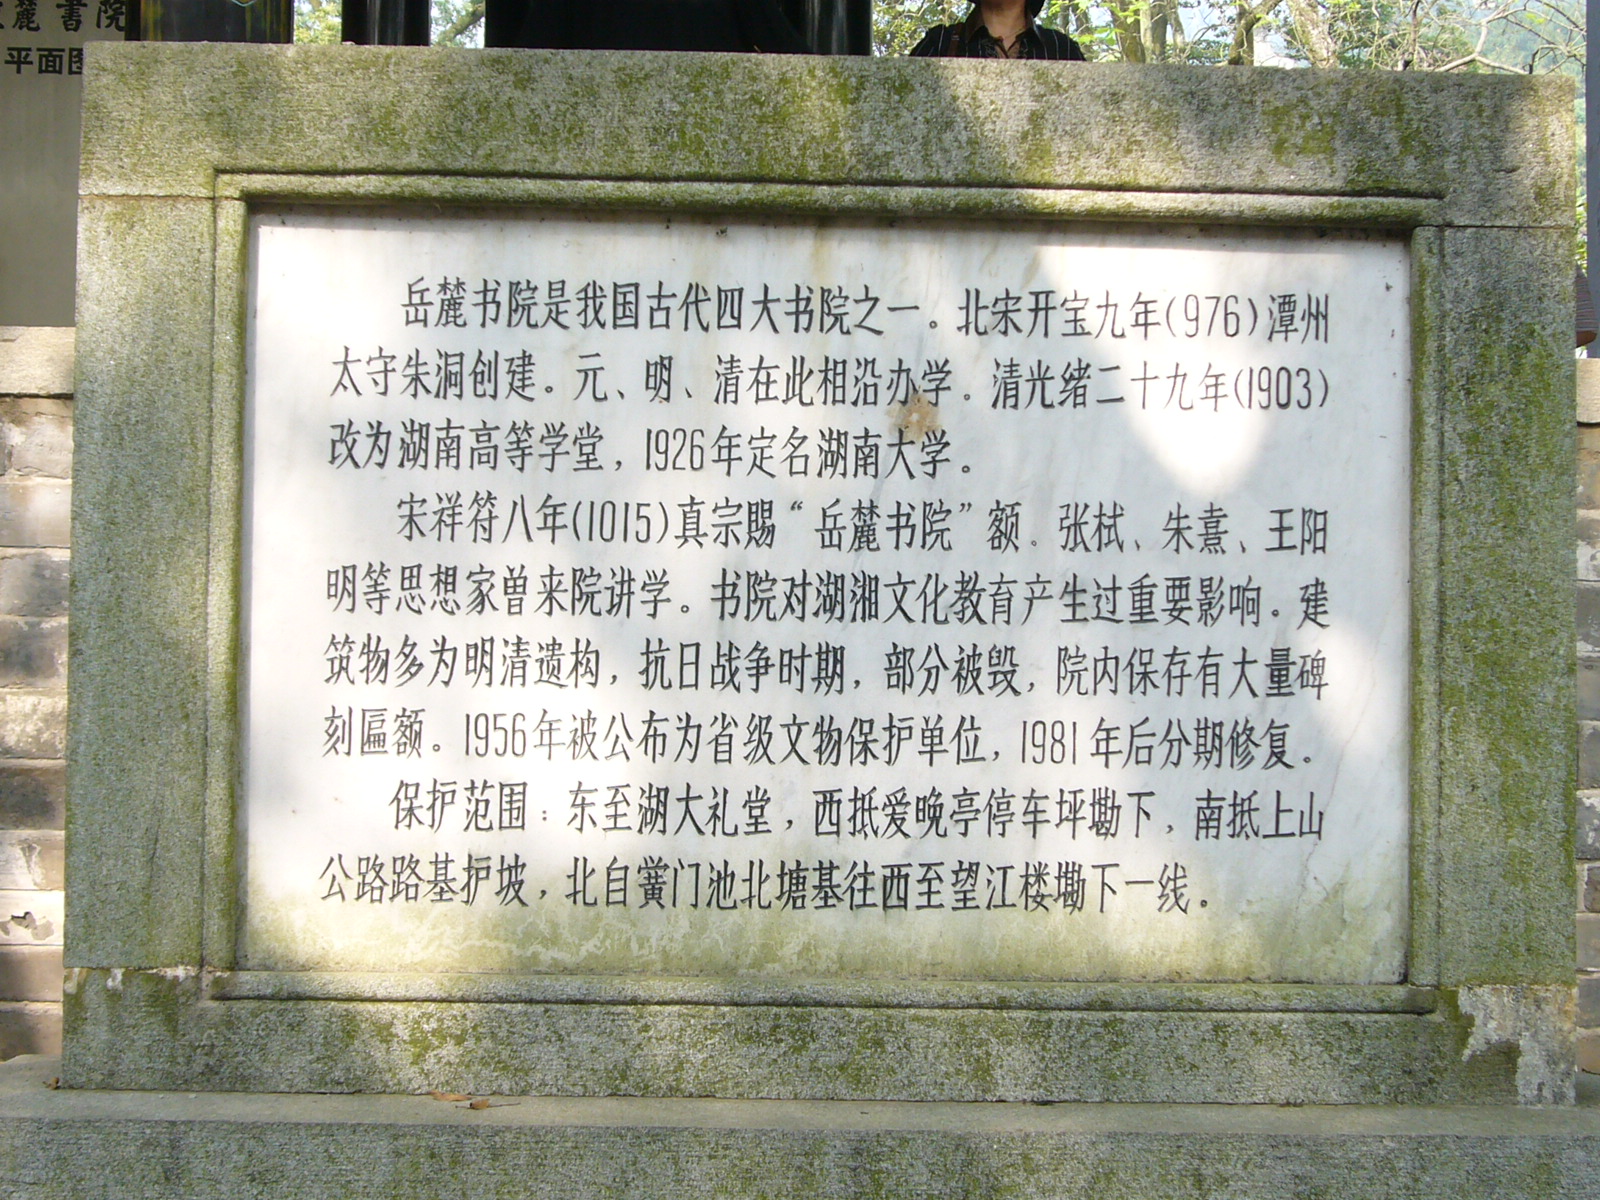 麓書院
平面图
岳麓书院是我国古代四大书院之一。北宋开宝九年(976)潭州
太守朱洞创建。元、明、清在此相沿办学。清光绪二十九年(1903)
改为湖南高等学堂，1926年定名湖南大学。
宋祥符八年(1015)真宗赐“岳麓书院”额。张栻、朱熹、王阳
明等思想家曾来院讲学。书院对湖湘文化教育产生过重要影响。建
筑物多为明清遗构，抗日战争时期，部分被毁，院内保存有大量碑
刻匾额。1956年被公布为省级文物保护单位，1981年后分期修复。
保护范围：东至湖大礼堂，西抵爱晚亭停车坪墈下，南抵上山
公路路基护坡，北自黉门池北塘基往西至望江楼墈下一线。